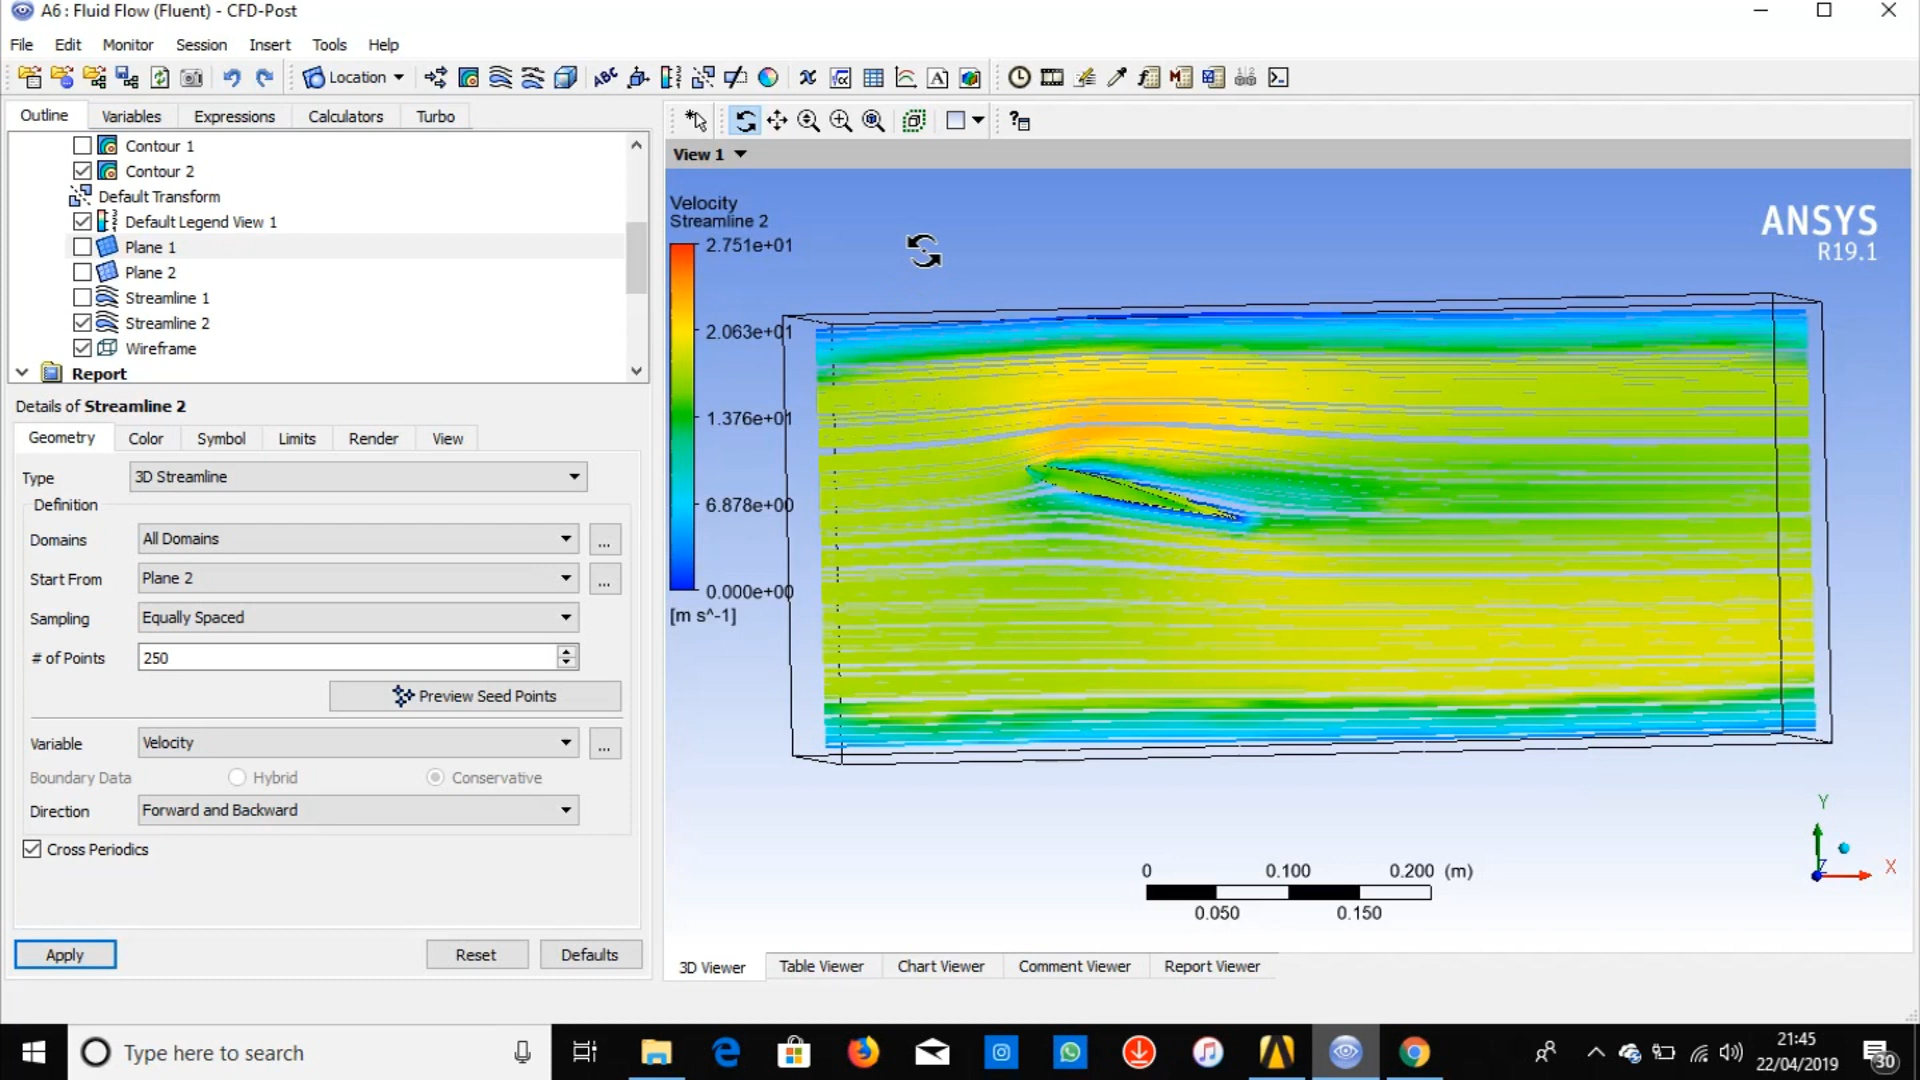 A6 : Fluid Flow (Fluent) - CFD-Post
File Edit Monitor Session Insert Tools Help
Location
Outline Variables Expressions Calculators Turbo
Contour 1
Contour 2
Default Transform
Default Legend View 1
Plane 1
Plane 2
Streamline 1
Streamline 2
Wireframe
Report
Details of Streamline 2
Geometry Color Symbol Limits Render View
Type 3D Streamline
Definition
Domains All Domains ...
Start From Plane 2 ...
Sampling Equally Spaced
# of Points 250
Preview Seed Points
Variable Velocity ...
Boundary Data Hybrid Conservative
Direction Forward and Backward
Cross Periodics
Apply Reset Defaults
View 1
Velocity
Streamline 2
2.751e+01
2.063e+01
1.376e+01
6.878e+00
0.000e+00
[m s^-1]
ANSYS
R19.1
Y
Z
X
0 0.100 0.200 (m)
0.050 0.150
3D Viewer Table Viewer Chart Viewer Comment Viewer Report Viewer
Type here to search
21:45
22/04/2019
30